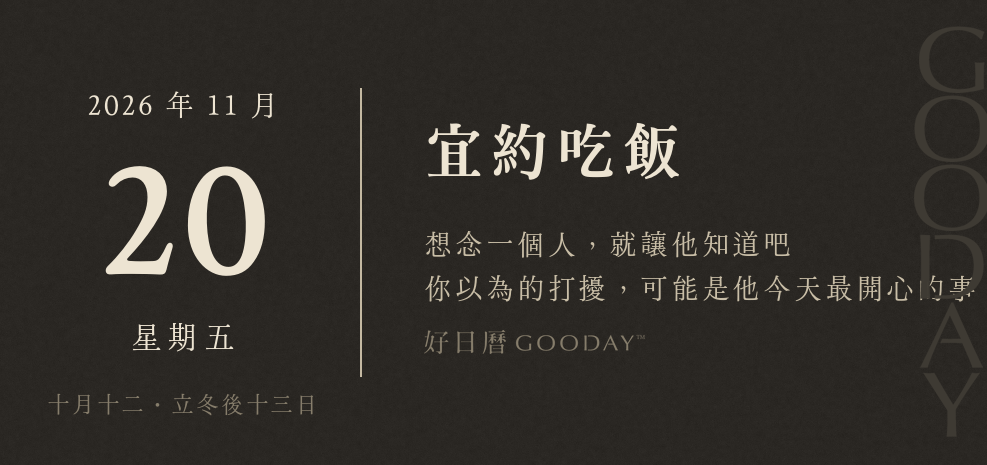 2026 年 11 月
20
星期五
十月十二・立冬後十三日
宜約吃飯
想念一個人，就讓他知道吧
你以為的打擾，可能是他今天最開心的事
好日曆 GOODAY™
GOODAY